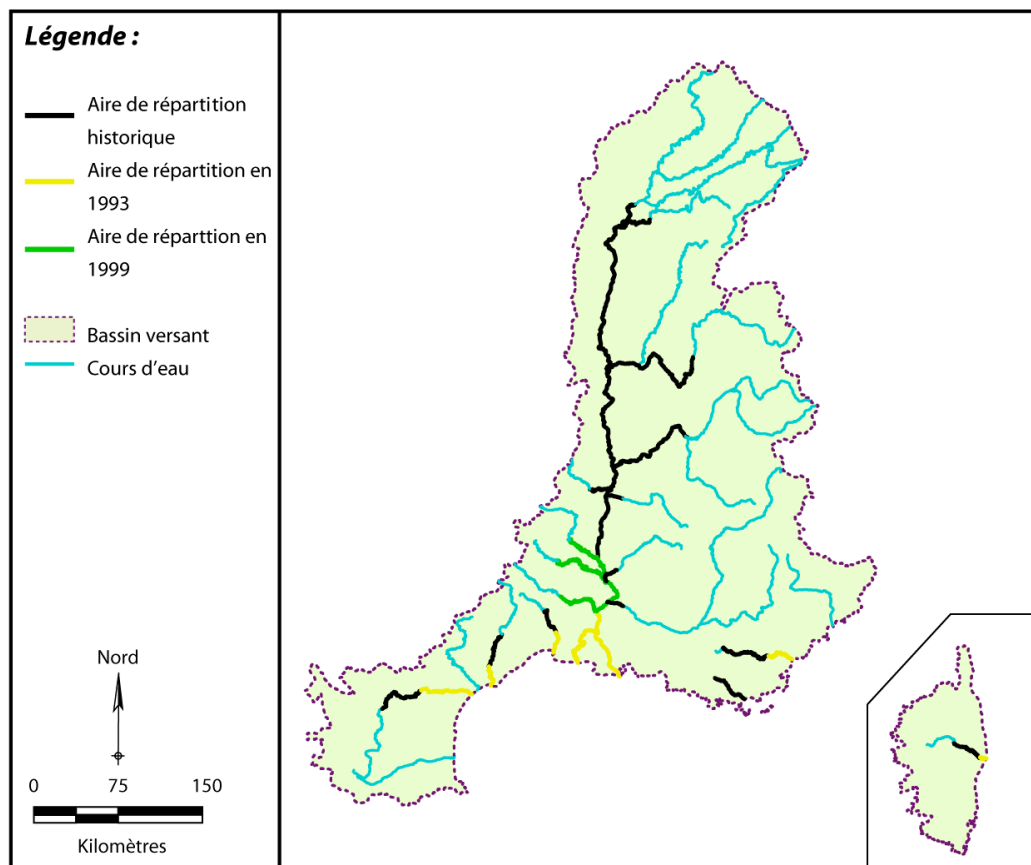 Légende :
Aire de répartition
historique
Aire de répartition en
1993
Aire de réparttion en
1999
Bassin versant
Cours d'eau
Nord
0 75 150
Kilomètres